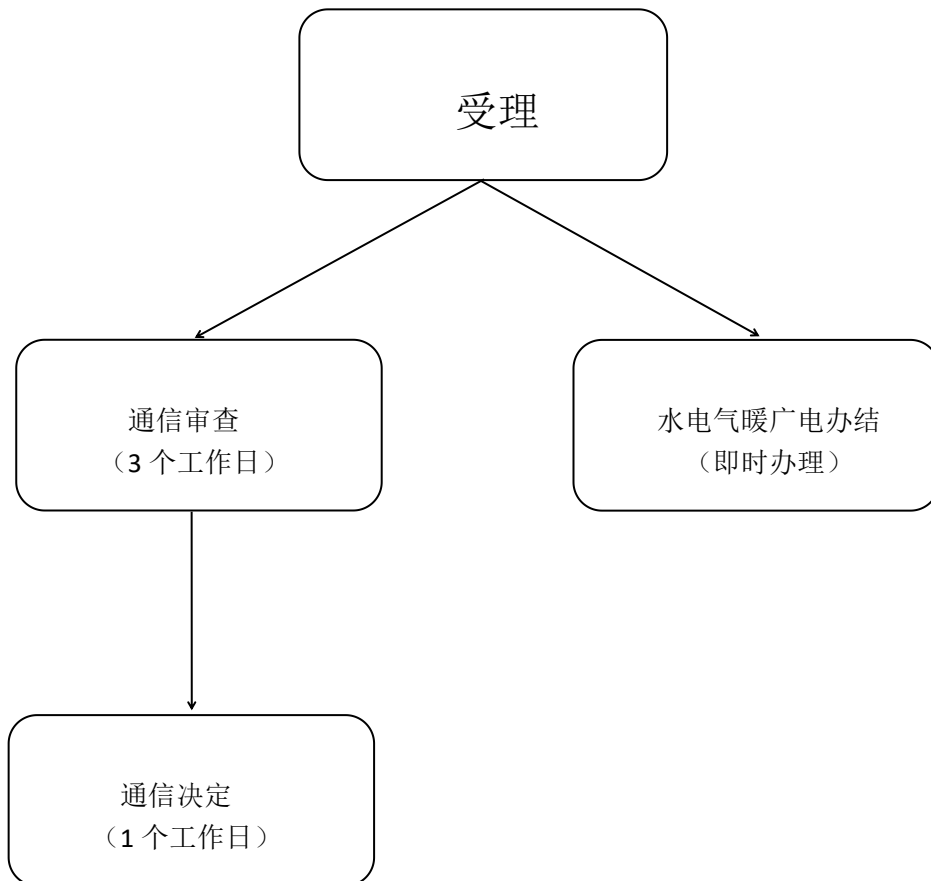 受理
通信审查
（3 个工作日）
水电气暖广电办结
（即时办理）
通信决定
（1 个工作日）